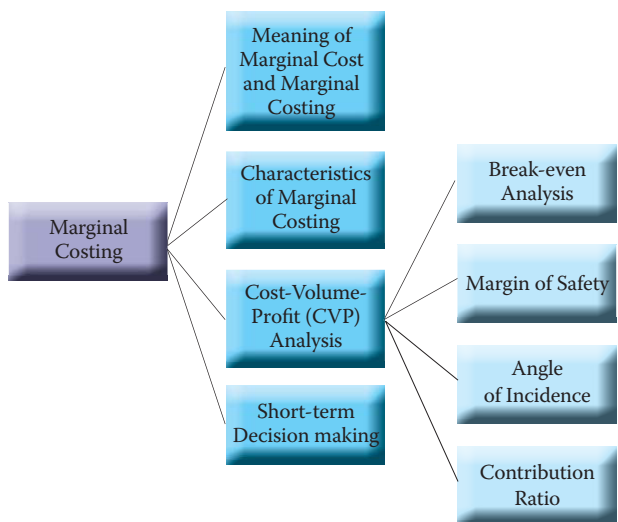 Marginal
Costing
Meaning of
Marginal Cost
and Marginal
Costing
Characteristics
of Marginal
Costing
Cost-Volume-
Profit (CVP)
Analysis
Short-term
Decision making
Break-even
Analysis
Margin of Safety
Angle
of Incidence
Contribution
Ratio